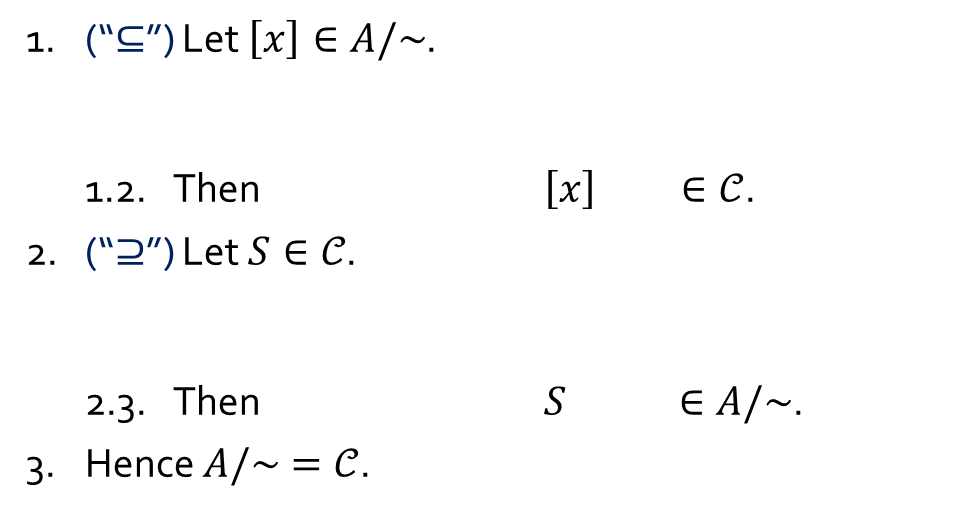 1. (“⊆”) Let [𝑥] ∈ 𝐴/~.
1.2. Then [𝑥] ∈ 𝒞.
2. (“⊇”) Let 𝑆 ∈ 𝒞.
2.3. Then 𝑆 ∈ 𝐴/~.
3. Hence 𝐴/~ = 𝒞.